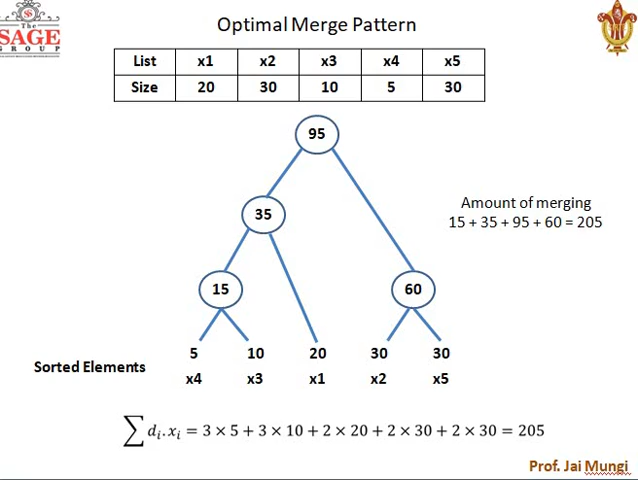 The
SAGE
GROUP
Optimal Merge Pattern
List x1 x2 x3 x4 x5
Size 20 30 10 5 30
95
35
Amount of merging
15 + 35 + 95 + 60 = 205
15 60
5 10 20 30 30
Sorted Elements
x4 x3 x1 x2 x5
∑ dᵢ.xᵢ = 3 × 5 + 3 × 10 + 2 × 20 + 2 × 30 + 2 × 30 = 205
Prof. Jai Mungi